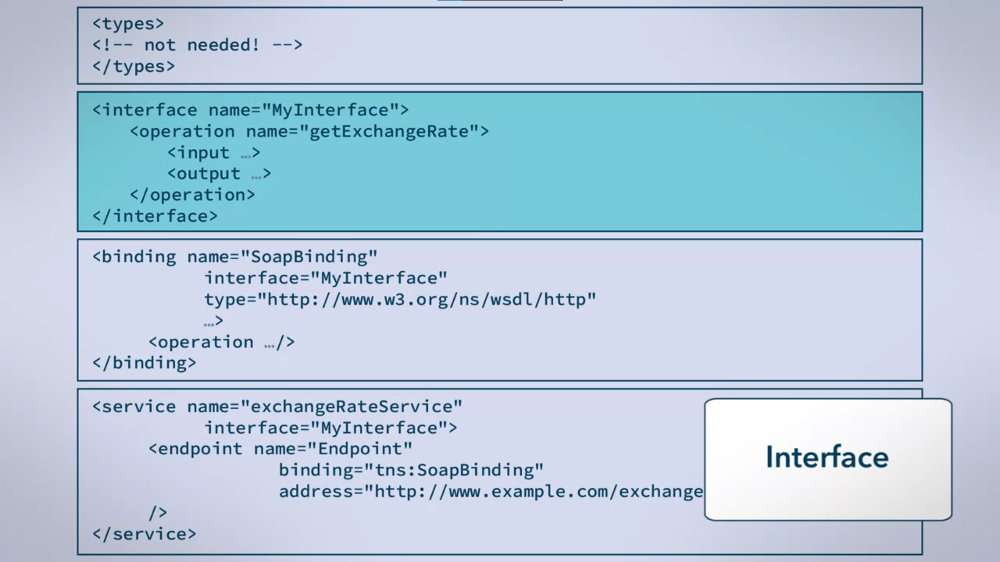 <types>
<!-- not needed! -->
</types>
<interface name="MyInterface">
<operation name="getExchangeRate">
<input …>
<output …>
</operation>
</interface>
<binding name="SoapBinding"
interface="MyInterface"
type="http://www.w3.org/ns/wsdl/http"
…>
<operation …/>
</binding>
<service name="exchangeRateService"
interface="MyInterface">
<endpoint name="Endpoint"
binding="tns:SoapBinding"
address="http://www.example.com/exchange
/>
</service>
Interface